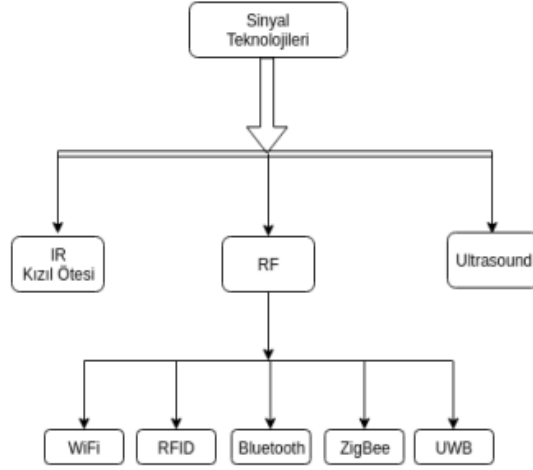 Sinyal
Teknolojileri
IR
Kızıl Ötesi
RF
Ultrasound
WiFi
RFID
Bluetooth
ZigBee
UWB